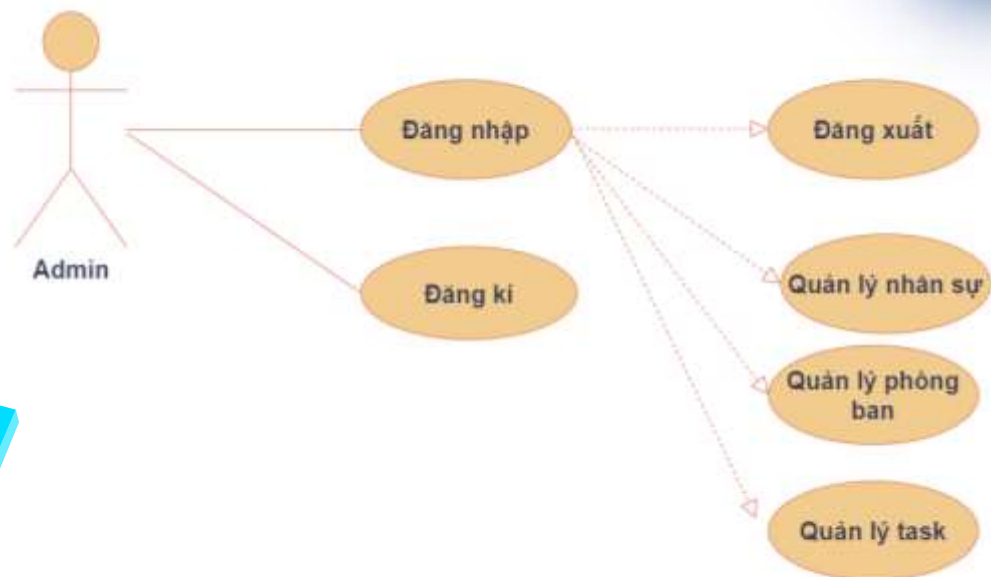 Đăng nhập
Đăng xuất
Admin
Đăng kí
Quản lý nhân sự
Quản lý phòng
ban
Quản lý task